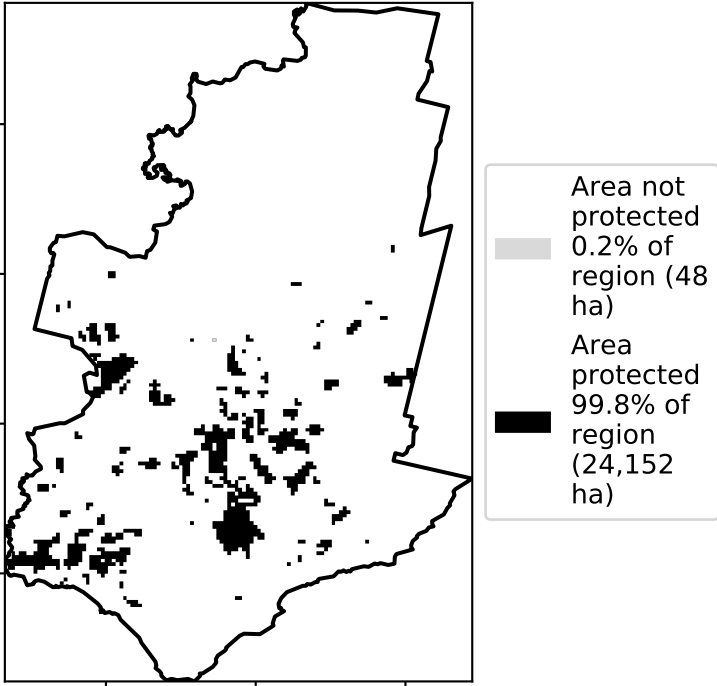 Area not
protected
0.2% of
region (48
ha)
Area
protected
99.8% of
region
(24,152
ha)